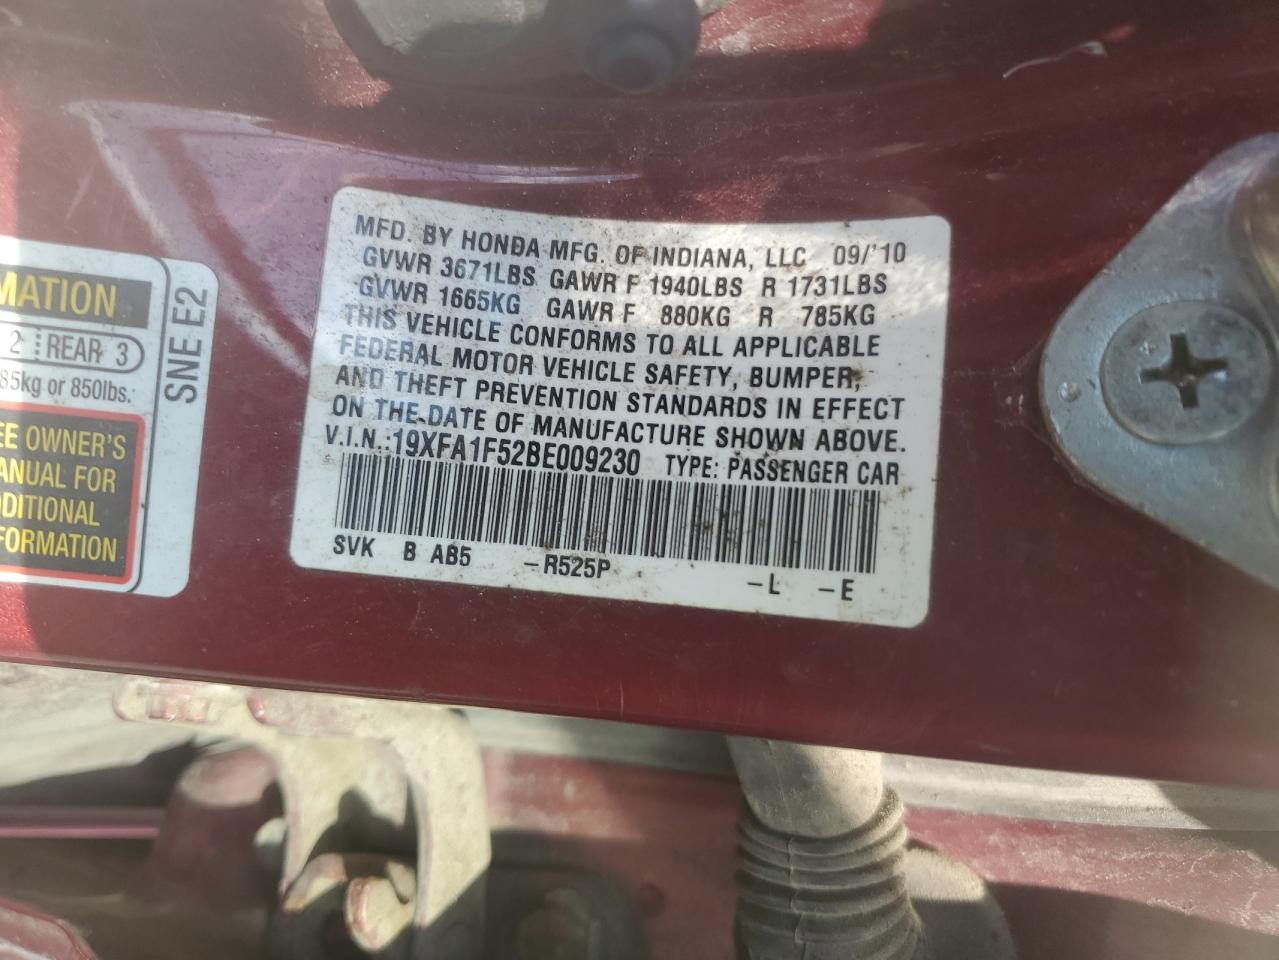 MATION
2 REAR 3
85kg or 850lbs.
EE OWNER'S
ANUAL FOR
DDITIONAL
FORMATION
SNE E2
MFD. BY HONDA MFG. OF INDIANA, LLC 09/'10
GVWR 3671LBS GAWR F 1940LBS R 1731LBS
GVWR 1665KG GAWR F 880KG R 785KG
THIS VEHICLE CONFORMS TO ALL APPLICABLE
FEDERAL MOTOR VEHICLE SAFETY, BUMPER,
AND THEFT PREVENTION STANDARDS IN EFFECT
ON THE DATE OF MANUFACTURE SHOWN ABOVE.
V.I.N.:19XFA1F52BE009230 TYPE: PASSENGER CAR
SVK B AB5 -R525P -L -E